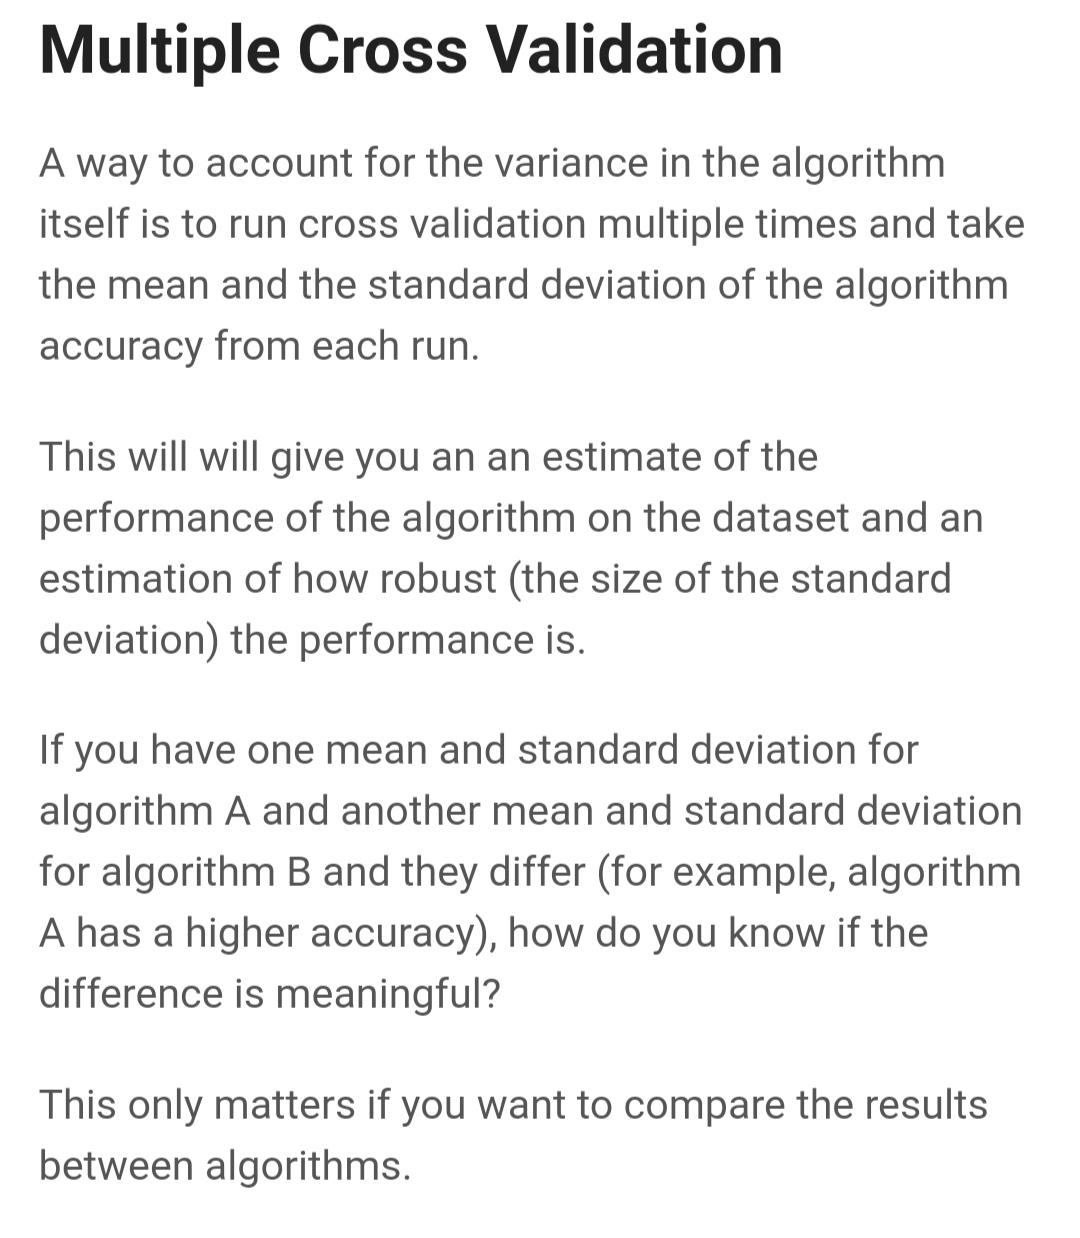 Multiple Cross Validation
A way to account for the variance in the algorithm
itself is to run cross validation multiple times and take
the mean and the standard deviation of the algorithm
accuracy from each run.
This will will give you an an estimate of the
performance of the algorithm on the dataset and an
estimation of how robust (the size of the standard
deviation) the performance is.
If you have one mean and standard deviation for
algorithm A and another mean and standard deviation
for algorithm B and they differ (for example, algorithm
A has a higher accuracy), how do you know if the
difference is meaningful?
This only matters if you want to compare the results
between algorithms.